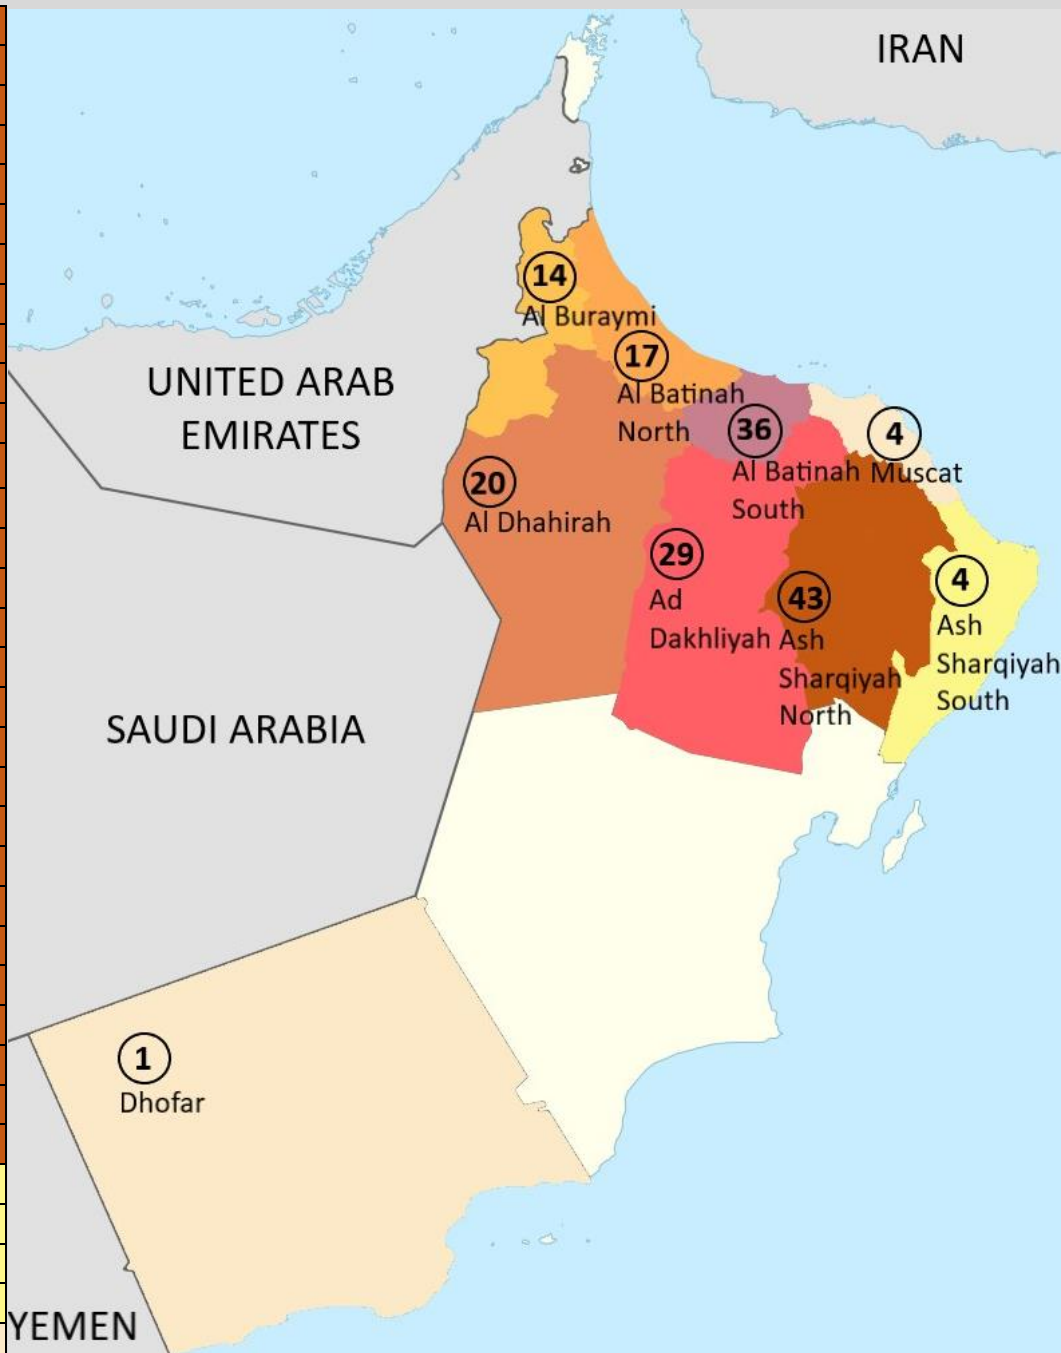 IRAN
14
Al Buraymi
UNITED ARAB
EMIRATES
17
Al Batinah
North
36
Al Batinah
South
4
Muscat
20
Al Dhahirah
29
Ad
Dakhliyah
43
Ash
Sharqiyah
North
4
Ash
Sharqiyah
South
SAUDI ARABIA
1
Dhofar
YEMEN